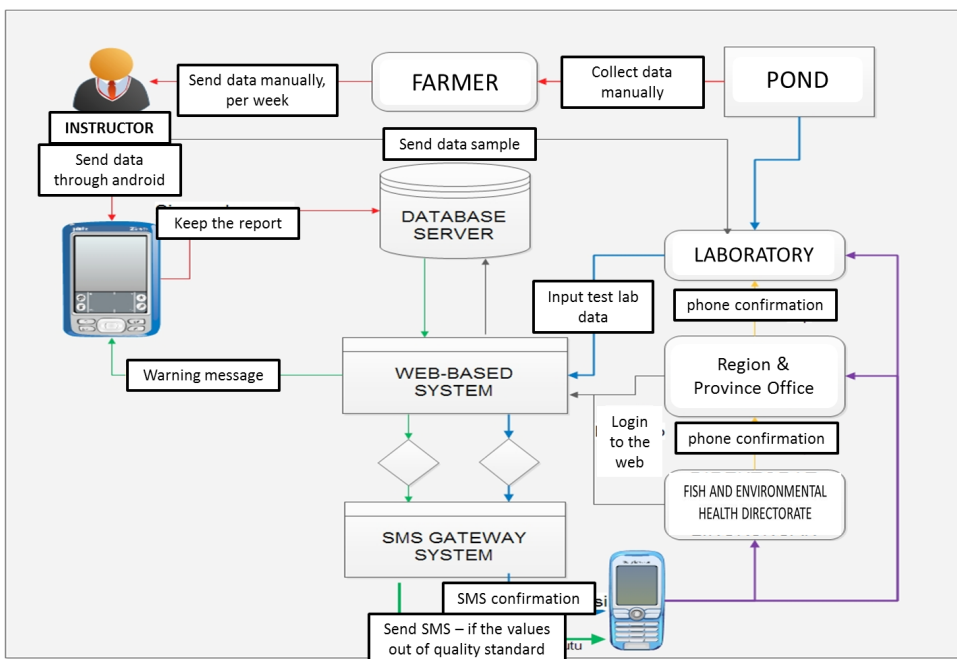 Send data manually,
per week
FARMER
Collect data
manually
POND
INSTRUCTOR
Send data
through android
Send data sample
Keep the report
DATABASE
SERVER
LABORATORY
Input test lab
data
phone confirmation
Warning message
WEB-BASED
SYSTEM
Region &
Province Office
Login
to the
web
phone confirmation
FISH AND ENVIRONMENTAL
HEALTH DIRECTORATE
SMS GATEWAY
SYSTEM
SMS confirmation
si
Send SMS – if the values
out of quality standard
utu